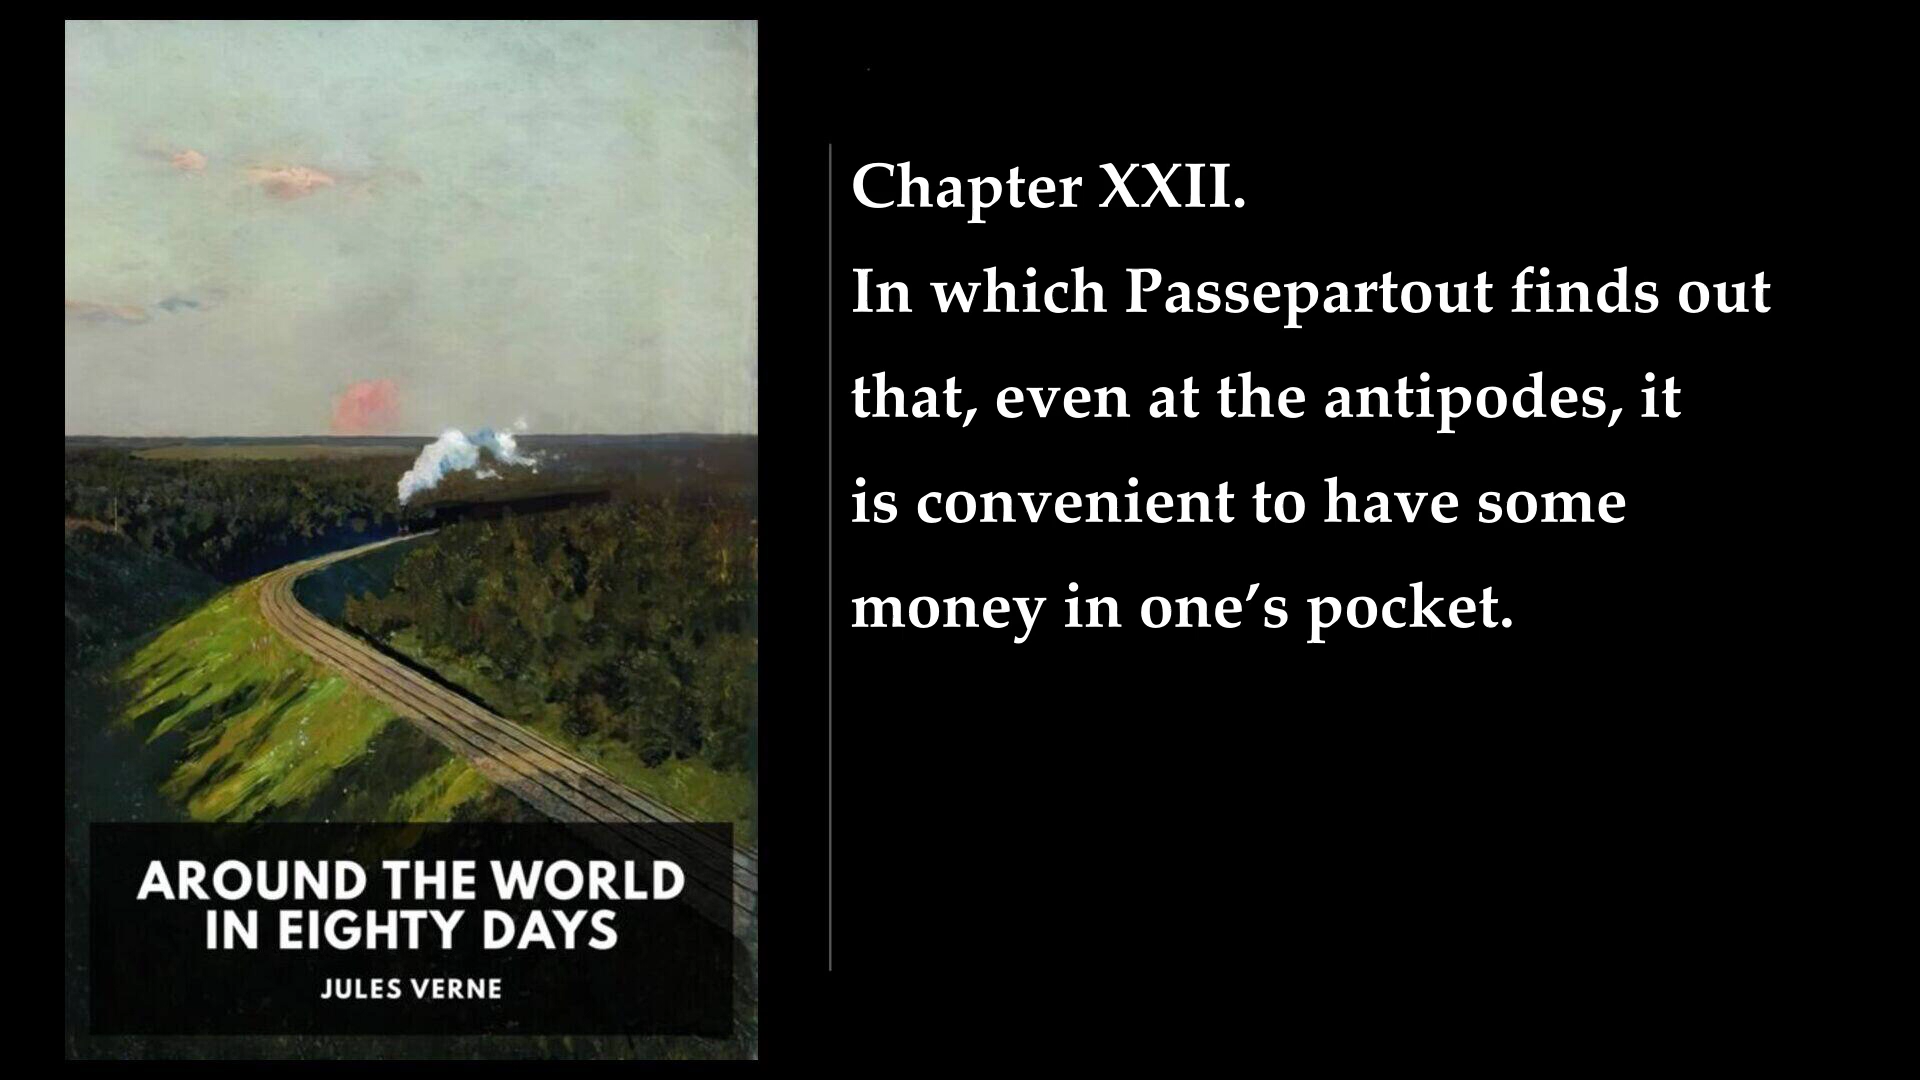 AROUND THE WORLD
IN EIGHTY DAYS
JULES VERNE
Chapter XXII.
In which Passepartout finds out
that, even at the antipodes, it
is convenient to have some
money in one’s pocket.